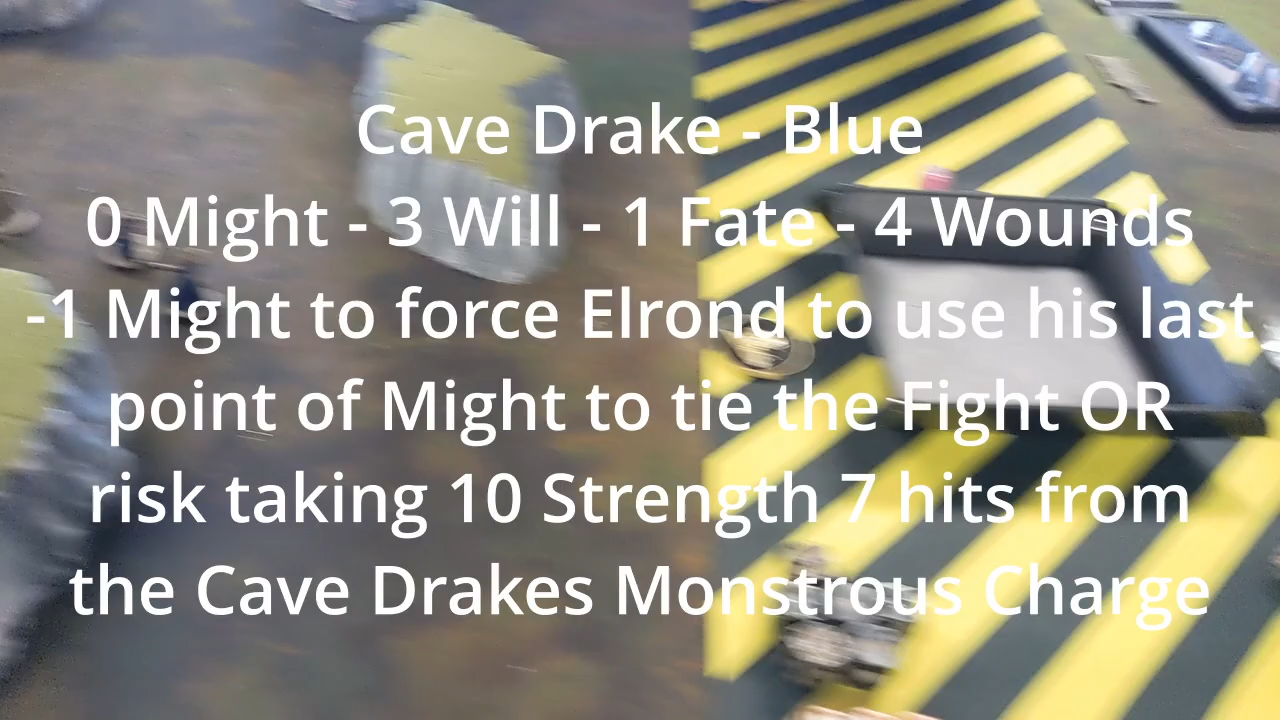 Cave Drake - Blue
0 Might - 3 Will - 1 Fate - 4 Wounds
-1 Might to force Elrond to use his last
point of Might to tie the Fight OR
risk taking 10 Strength 7 hits from
the Cave Drakes Monstrous Charge